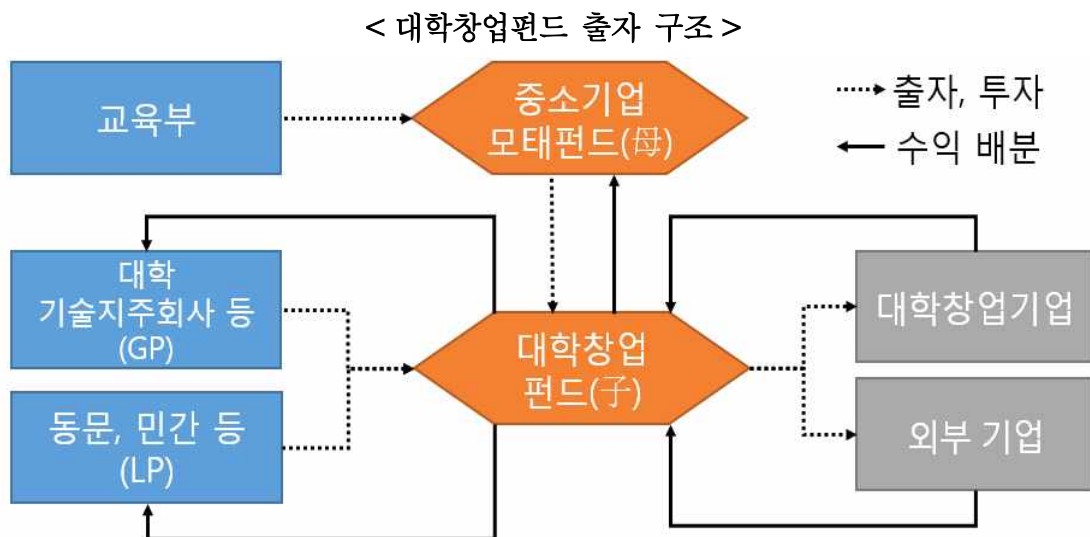 < 대학창업펀드 출자 구조 >
교육부
중소기업
모태펀드(母)
출자, 투자
수익 배분
대학
기술지주회사 등
(GP)
동문, 민간 등
(LP)
대학창업
펀드(子)
대학창업기업
외부 기업